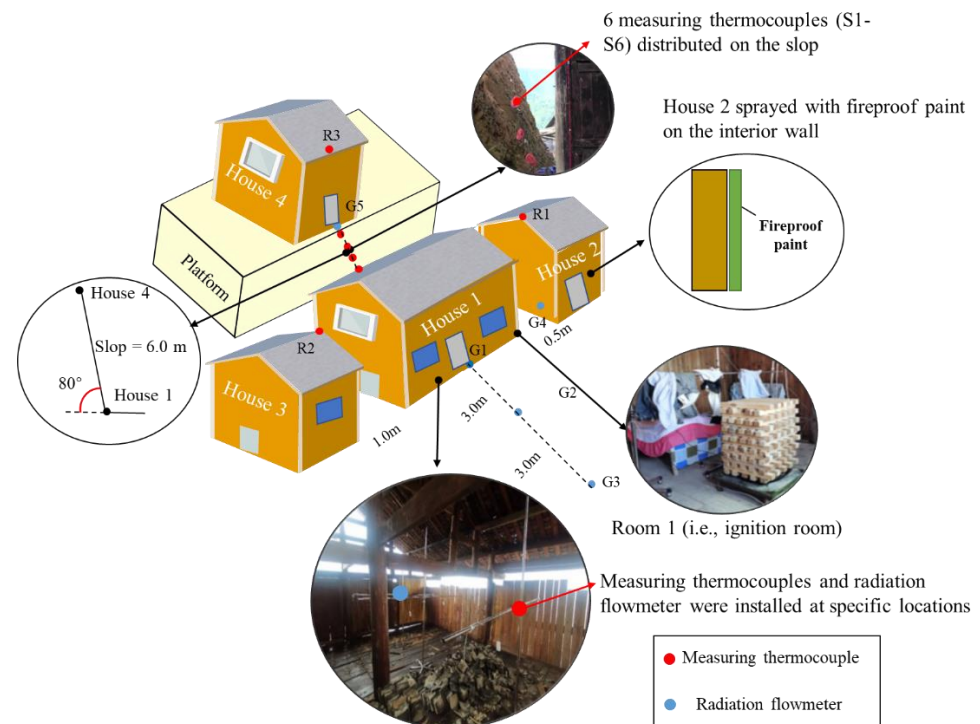 6 measuring thermocouples (S1-
S6) distributed on the slop
House 2 sprayed with fireproof paint
on the interior wall
R3
House 4
G5
R1
House 2
Fireproof
paint
Platform
House 4
Slop = 6.0 m
80°
House 1
House 1
G4
0.5m
R2
G1
House 3
G2
3.0m
1.0m
3.0m
G3
Room 1 (i.e., ignition room)
Measuring thermocouples and radiation
flowmeter were installed at specific locations
Measuring thermocouple
Radiation flowmeter